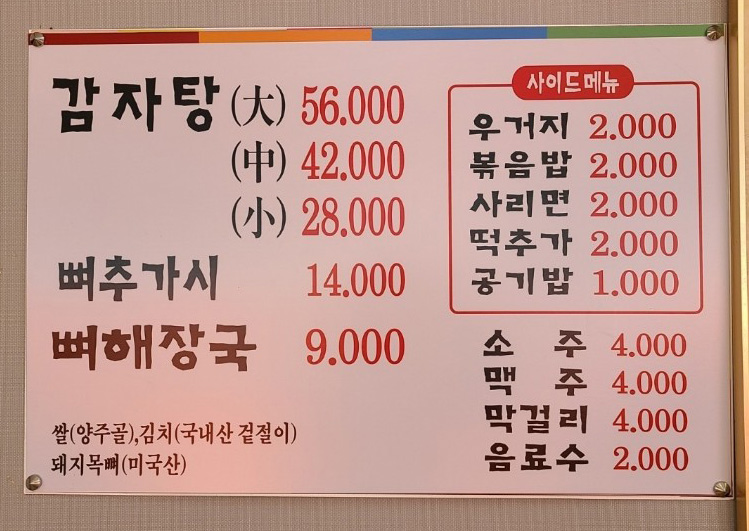 감자탕 (大) 56.000
(中) 42.000
(小) 28.000
뼈추가시 14.000
뼈해장국 9.000
쌀(양주골),김치(국내산 겉절이)
돼지목뼈(미국산)
사이드메뉴
우거지 2.000
볶음밥 2.000
사리면 2.000
떡추가 2.000
공기밥 1.000
소 주 4.000
맥 주 4.000
막걸리 4.000
음료수 2.000